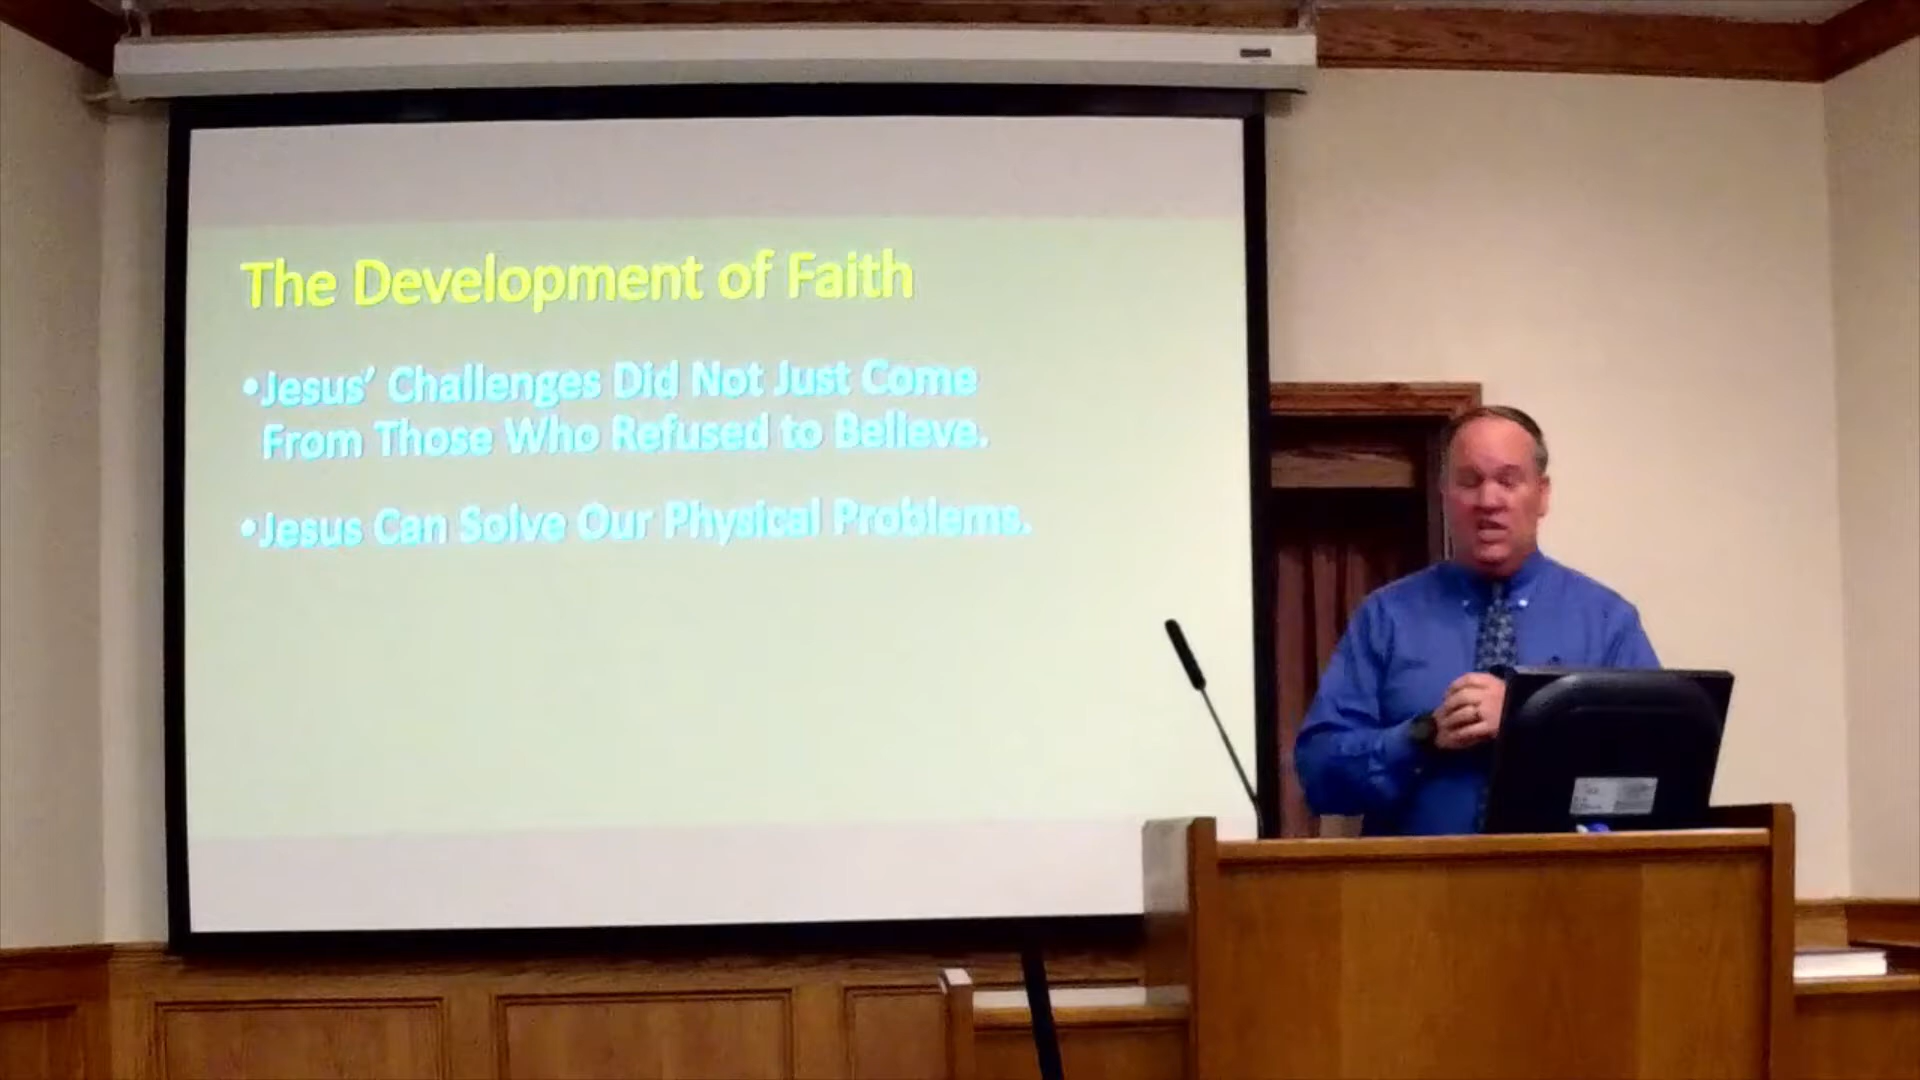 The Development of Faith
•Jesus’ Challenges Did Not Just Come
From Those Who Refused to Believe.
•Jesus Can Solve Our Physical Problems.